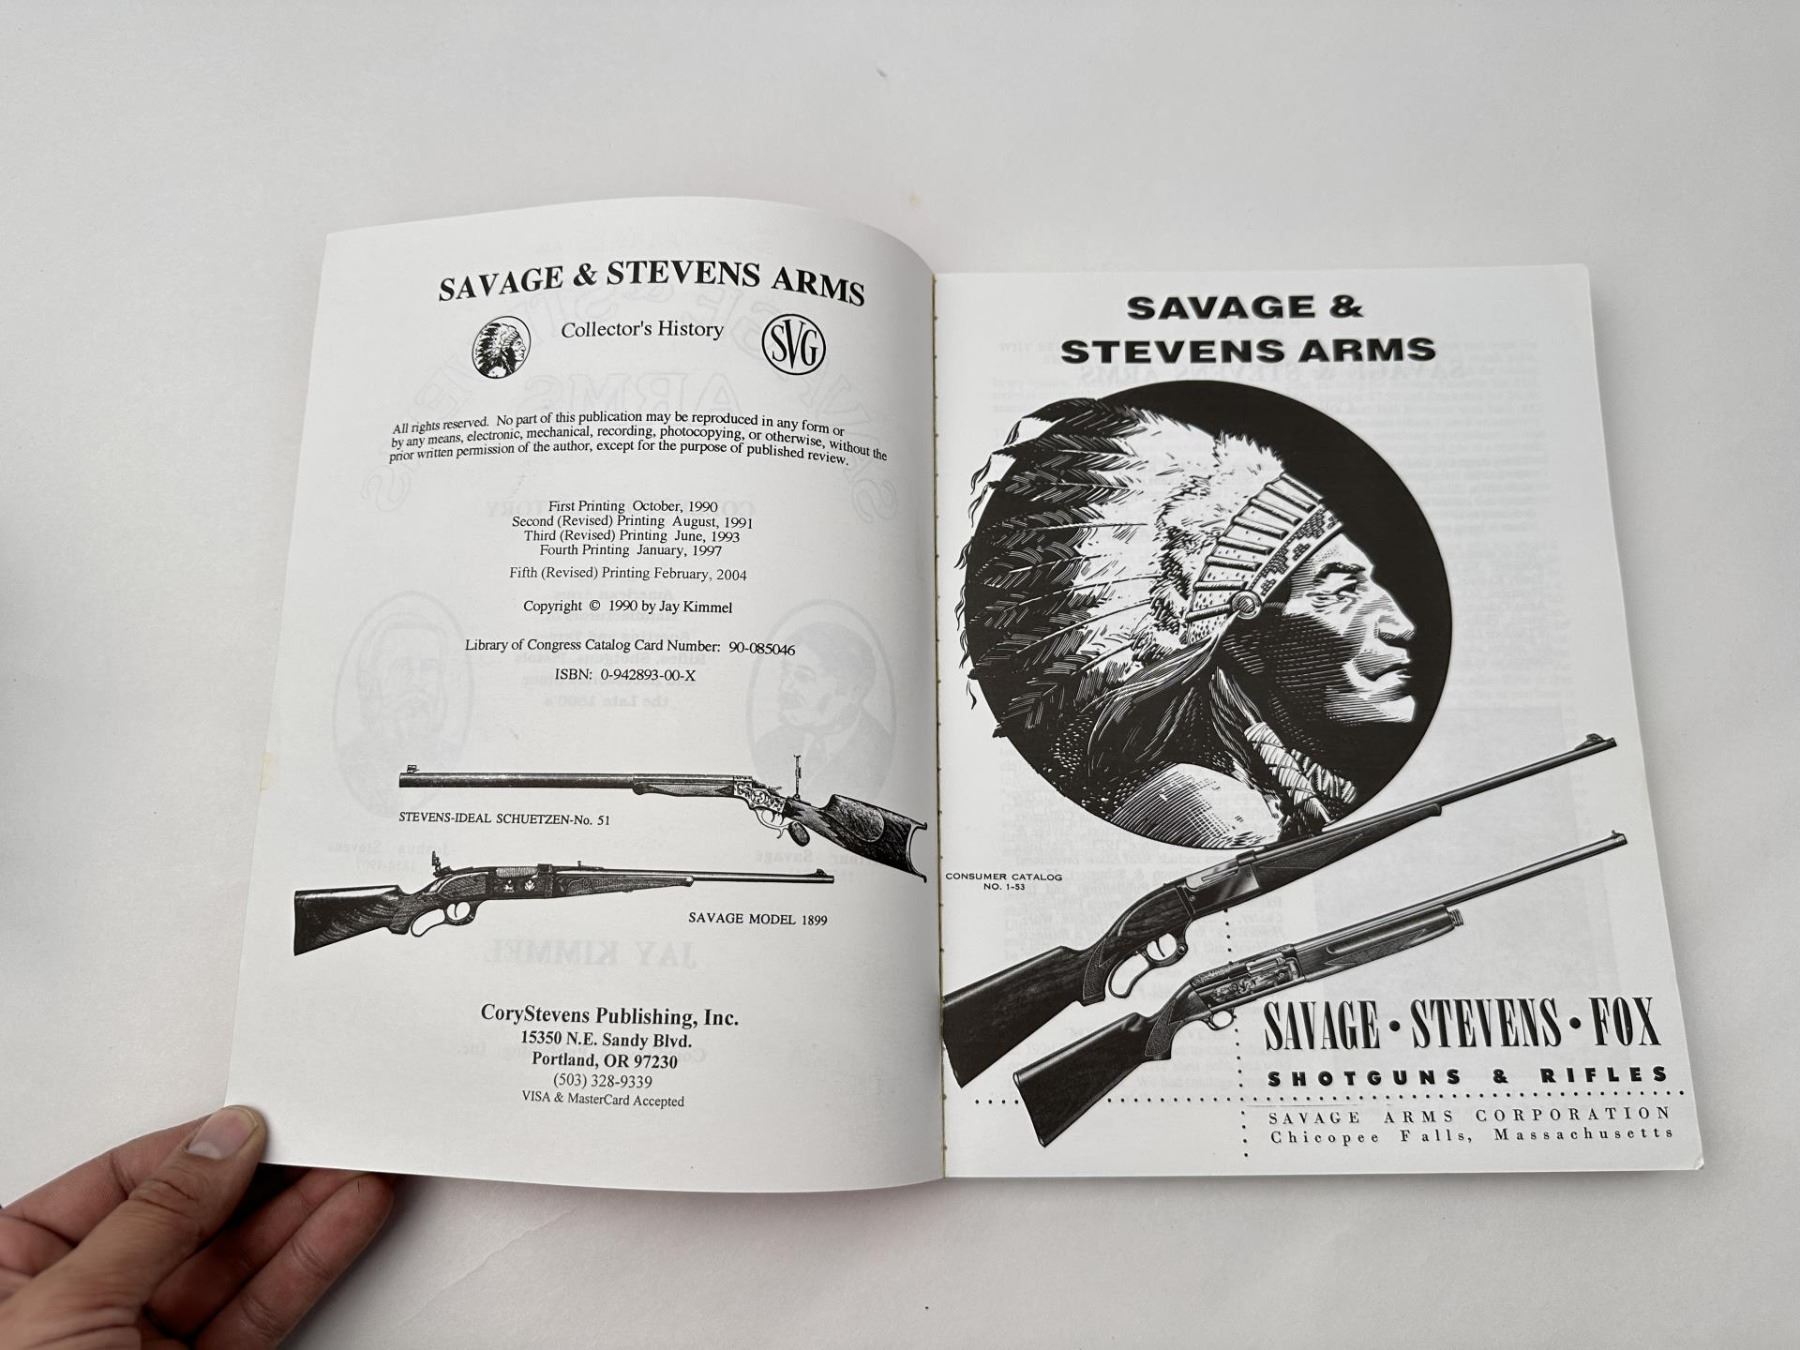 SAVAGE & STEVENS ARMS
Collector's History
SVG
All rights reserved. No part of this publication may be reproduced in any form or
by any means, electronic, mechanical, recording, photocopying, or otherwise, without the
prior written permission of the author, except for the purpose of published review.
First Printing October, 1990
Second (Revised) Printing August, 1991
Third (Revised) Printing June, 1993
Fourth Printing January, 1997
Fifth (Revised) Printing February, 2004
Copyright © 1990 by Jay Kimmel
Library of Congress Catalog Card Number: 90-085046
ISBN: 0-942893-00-X
STEVENS-IDEAL SCHUETZEN-No. 51
SAVAGE MODEL 1899
CoryStevens Publishing, Inc.
15350 N.E. Sandy Blvd.
Portland, OR 97230
(503) 328-9339
VISA & MasterCard Accepted
SAVAGE &
STEVENS ARMS
CONSUMER CATALOG
NO. 1-53
SAVAGE • STEVENS • FOX
SHOTGUNS & RIFLES
SAVAGE ARMS CORPORATION
Chicopee Falls, Massachusetts